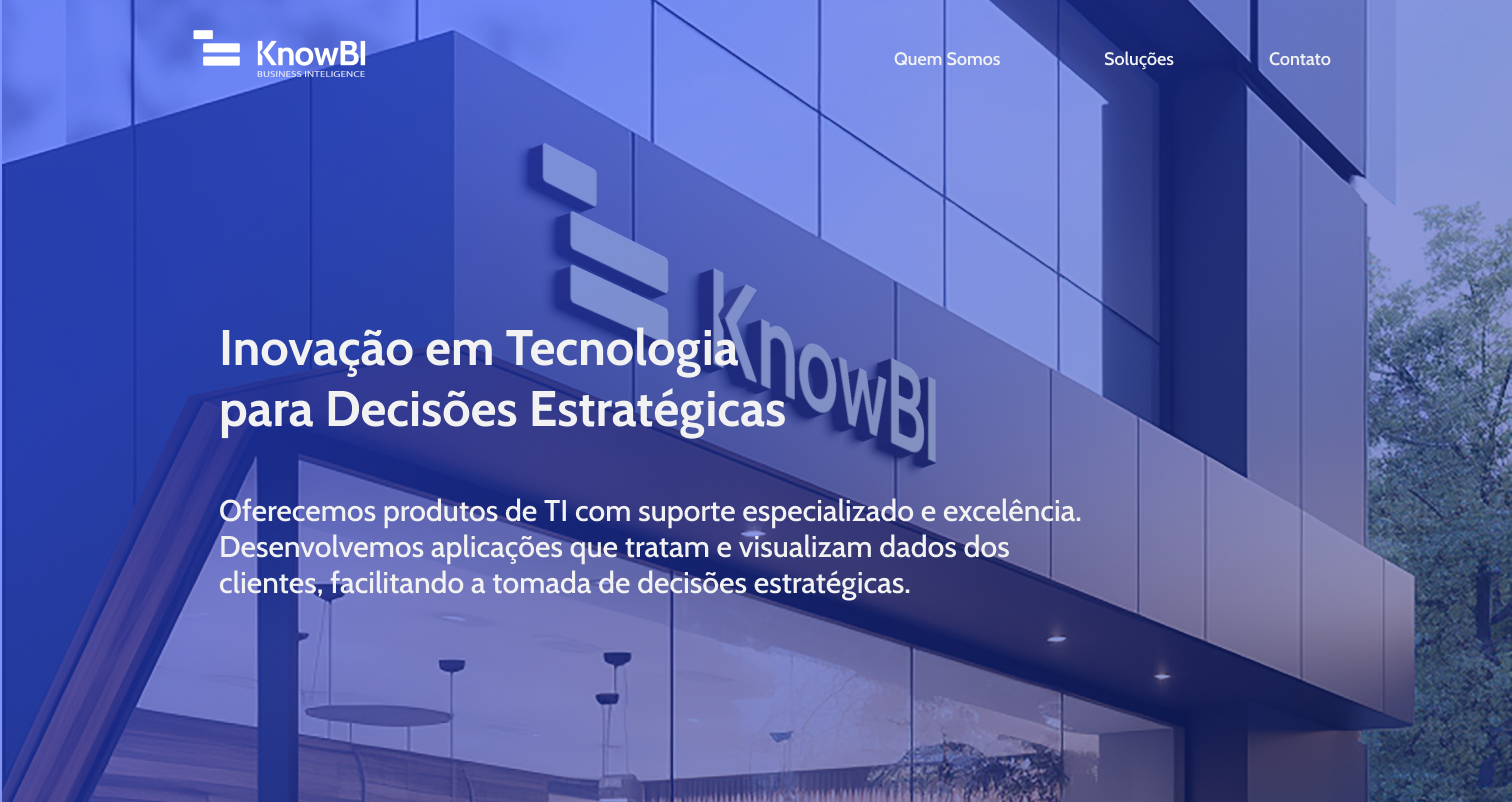 KnowBI
BUSINESS INTELIGENCE
Quem Somos
Soluções
Contato
KnowBI
Inovação em Tecnologia
para Decisões Estratégicas
Oferecemos produtos de TI com suporte especializado e excelência.
Desenvolvemos aplicações que tratam e visualizam dados dos
clientes, facilitando a tomada de decisões estratégicas.